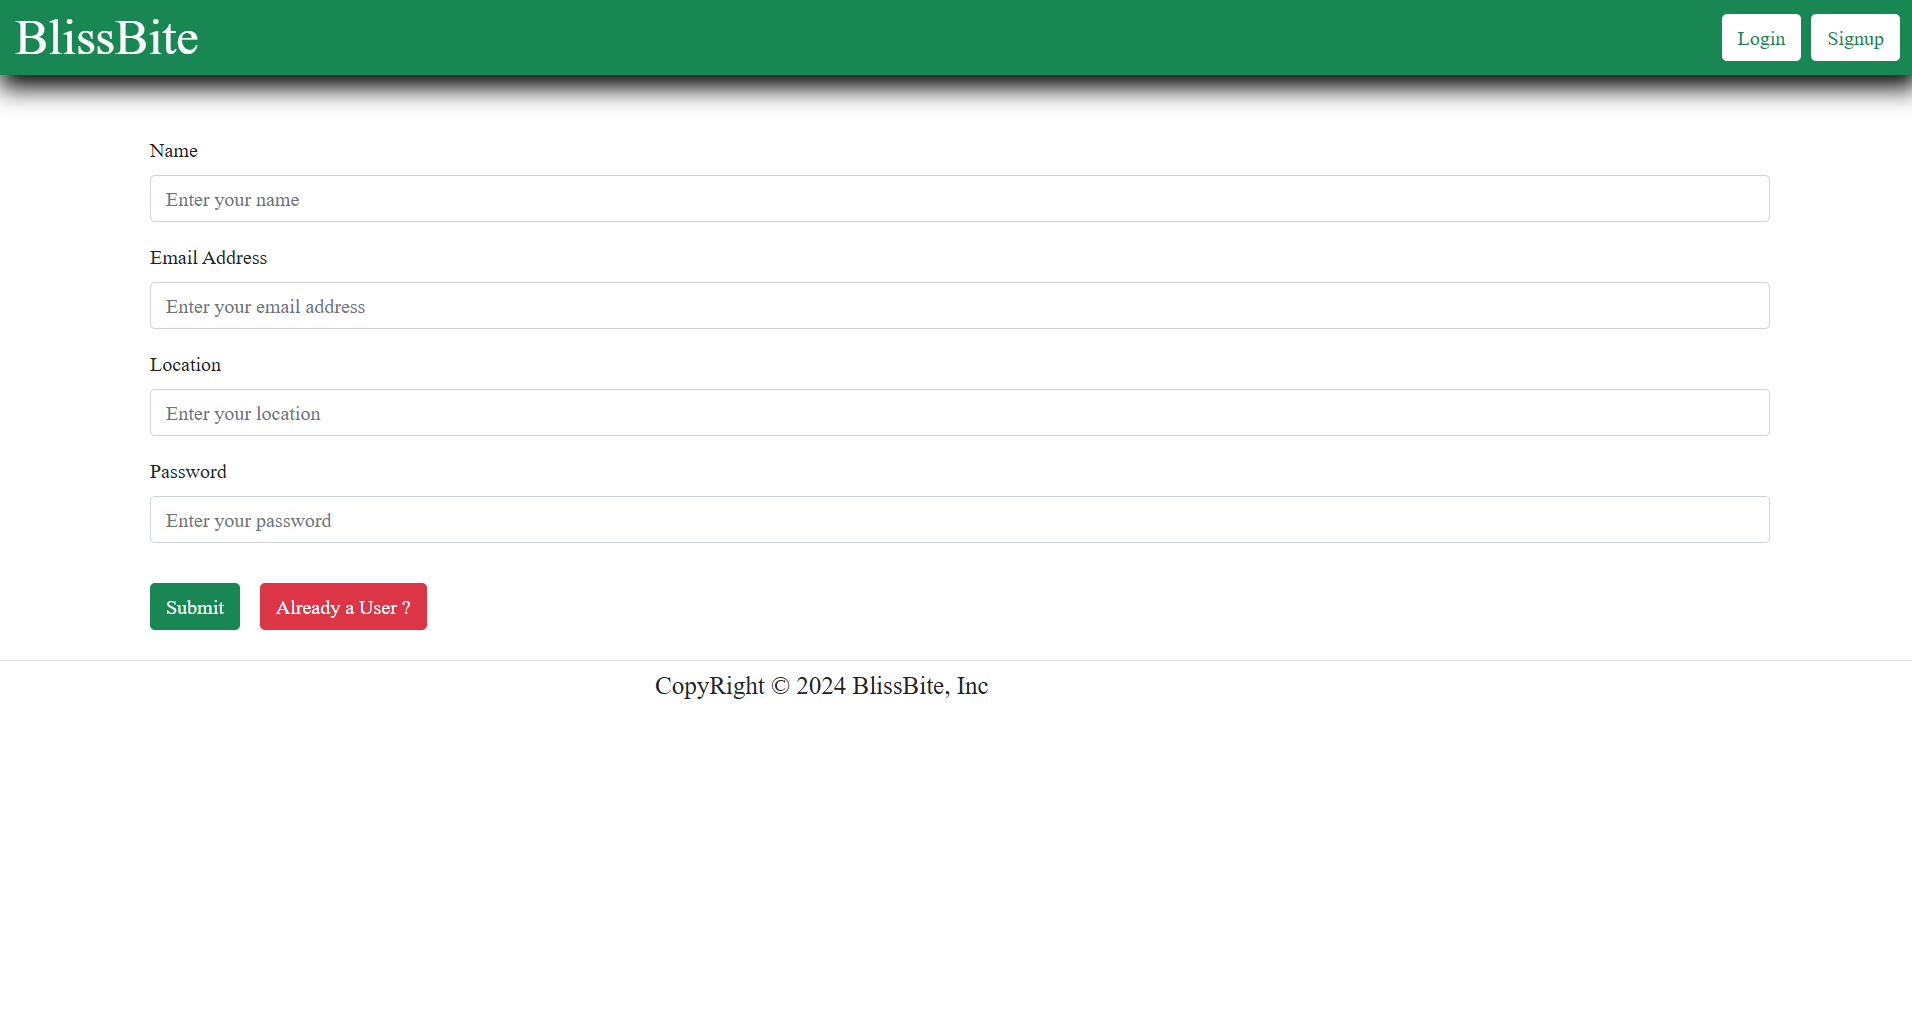 BlissBite
Login Signup
Name
Enter your name
Email Address
Enter your email address
Location
Enter your location
Password
Enter your password
Submit Already a User ?
CopyRight © 2024 BlissBite, Inc